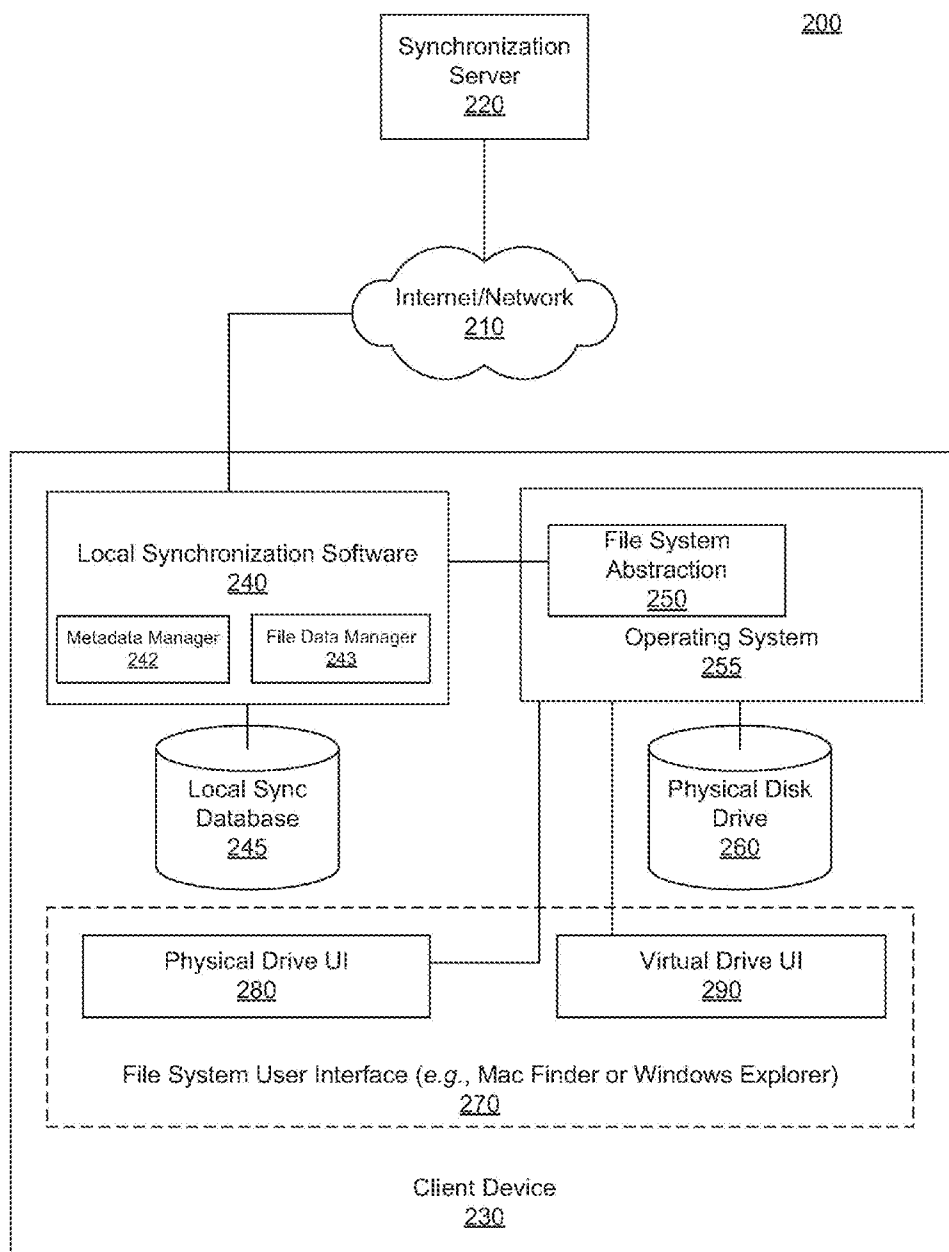 200
Synchronization
Server
220
Internet/Network
210
Local Synchronization Software
240
Metadata Manager
242
File Data Manager
243
File System
Abstraction
250
Operating System
255
Local Sync
Database
245
Physical Disk
Drive
260
Physical Drive UI
280
Virtual Drive UI
290
File System User Interface (e.g., Mac Finder or Windows Explorer)
270
Client Device
230